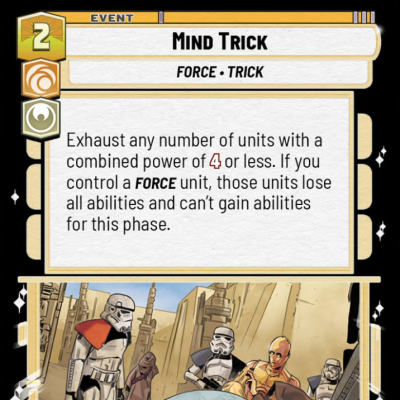 EVENT
2
MIND TRICK
FORCE • TRICK
Exhaust any number of units with a
combined power of 4 or less. If you
control a FORCE unit, those units lose
all abilities and can't gain abilities
for this phase.